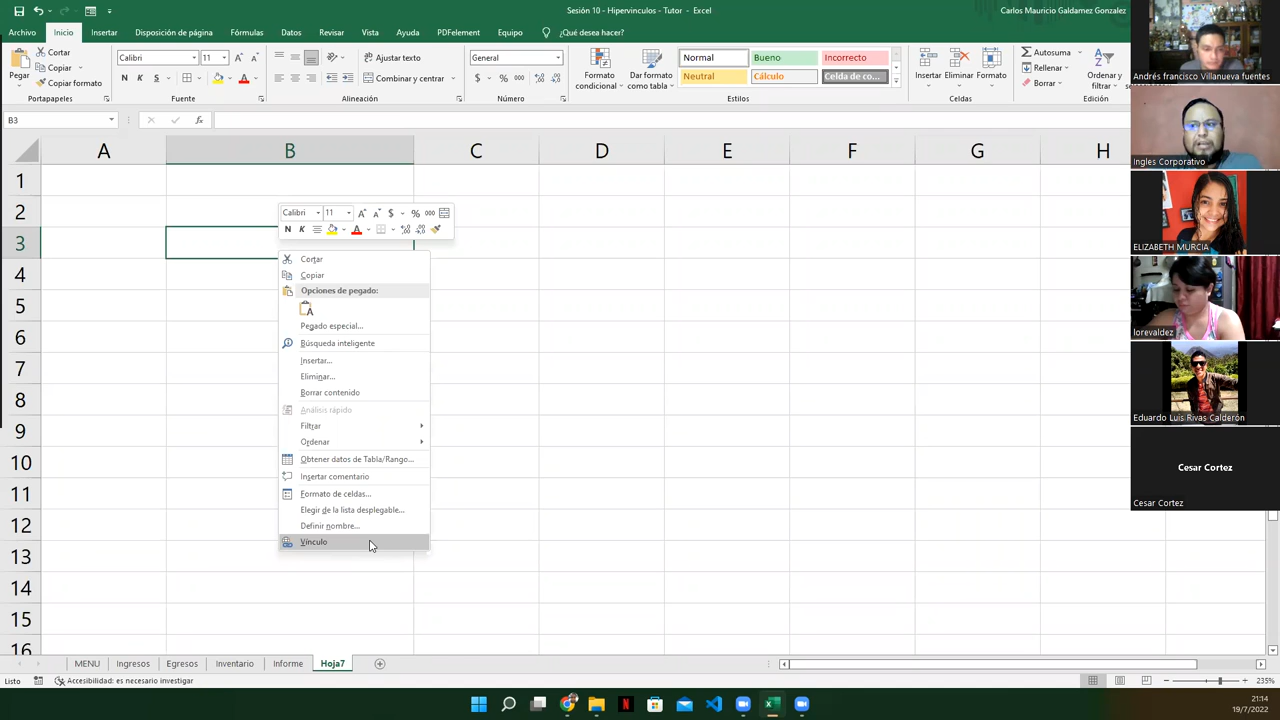 Sesión 10 - Hipervinculos - Tutor - Excel
Carlos Mauricio Galdamez Gonzalez
Archivo Inicio Insertar Disposición de página Fórmulas Datos Revisar Vista Ayuda PDFelement Equipo ¿Qué desea hacer?
Pegar
Cortar
Copiar
Copiar formato
Portapapeles
Calibri 11
N K S
Fuente
Ajustar texto
Combinar y centrar
Alineación
General
$ % 000
Número
Formato condicional
Dar formato como tabla
Normal Bueno Incorrecto
Neutral Cálculo Celda de co...
Estilos
Insertar Eliminar Formato
Celdas
Autosuma
Rellenar
Borrar
Ordenar y filtrar
Edición
B3
fx
A B C D E F G H
1
2
3
4
5
6
7
8
9
10
11
12
13
14
15
16
Calibri 11 $ % 000
N K A
Cortar
Copiar
Opciones de pegado:
Pegado especial...
Búsqueda inteligente
Insertar...
Eliminar...
Borrar contenido
Análisis rápido
Filtrar
Ordenar
Obtener datos de Tabla/Rango...
Insertar comentario
Formato de celdas...
Elegir de la lista desplegable...
Definir nombre...
Vínculo
Andrés francisco Villanueva fuentes
Ingles Corporativo
ELIZABETH MURCIA
lorevaldez
Eduardo Luis Rivas Calderón
Cesar Cortez
Cesar Cortez
MENU Ingresos Egresos Inventario Informe Hoja7
Listo Accesibilidad: es necesario investigar
235%
21:14
19/7/2022